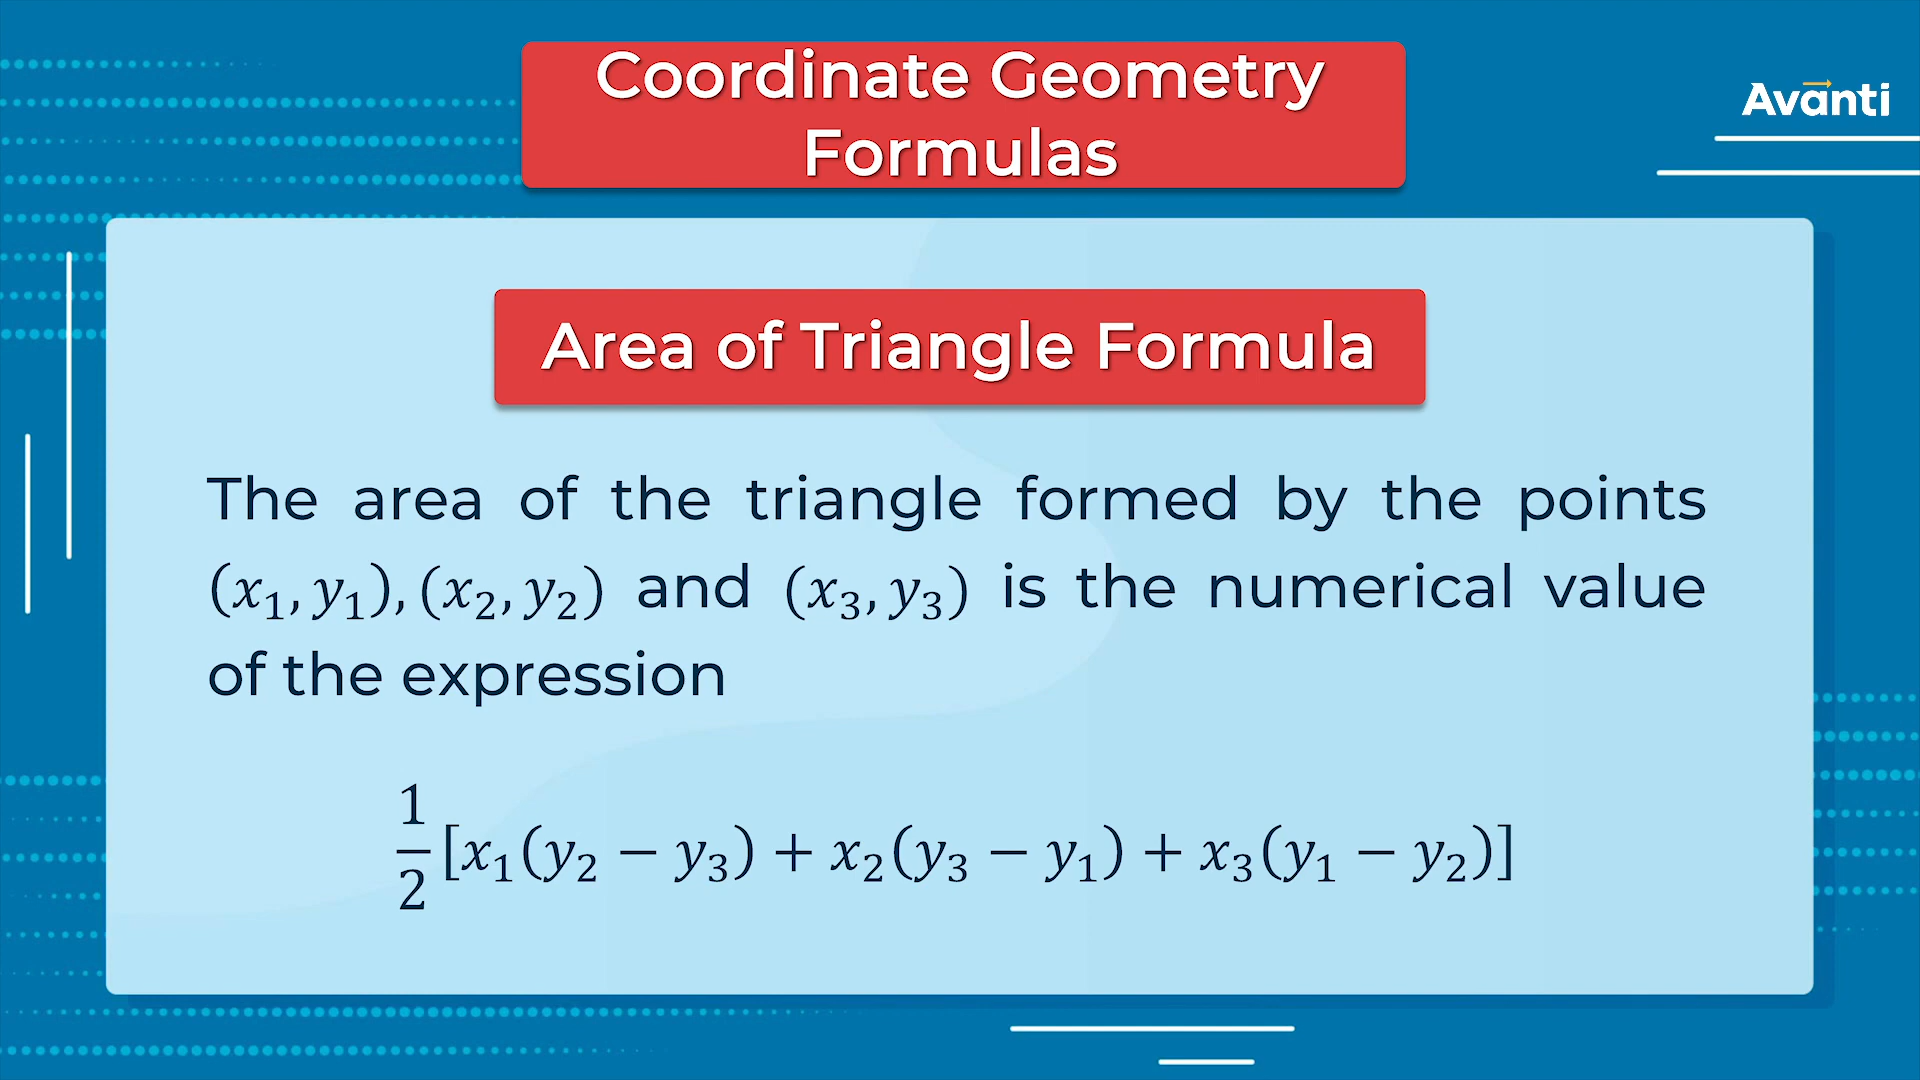 Coordinate Geometry
Formulas
Avanti
Area of Triangle Formula
The area of the triangle formed by the points
(x₁, y₁), (x₂, y₂) and (x₃, y₃) is the numerical value
of the expression
1/2 [x₁(y₂ − y₃) + x₂(y₃ − y₁) + x₃(y₁ − y₂)]